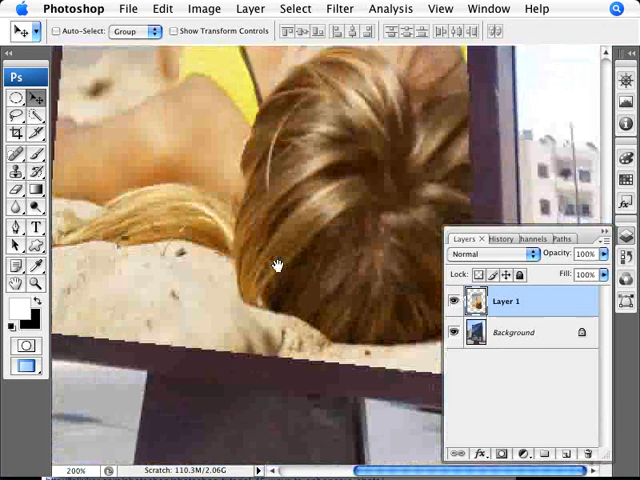 Photoshop File Edit Image Layer Select Filter Analysis View Window Help
Auto-Select: Group Show Transform Controls
Ps
Layers × History hannels Paths
Normal Opacity: 100%
Lock: Fill: 100%
Layer 1
Background
T
200% Scratch: 110.3M/2.06G